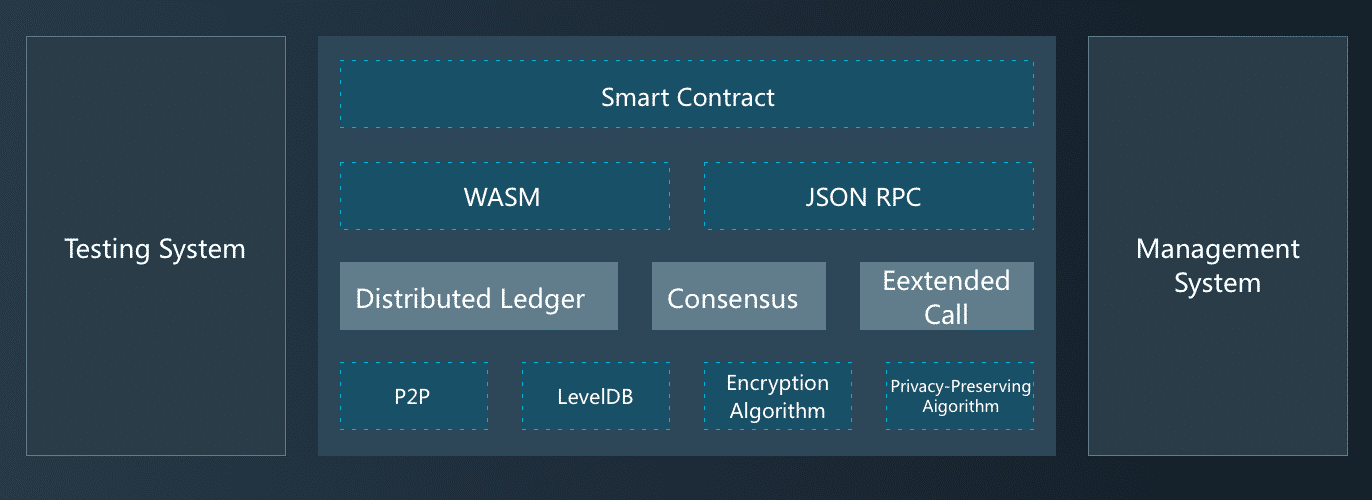 Smart Contract
WASM
JSON RPC
Testing System
Management
System
Distributed Ledger
Consensus
Eextended
Call
P2P
LevelDB
Encryption
Algorithm
Privacy-Preserving
Aigorithm